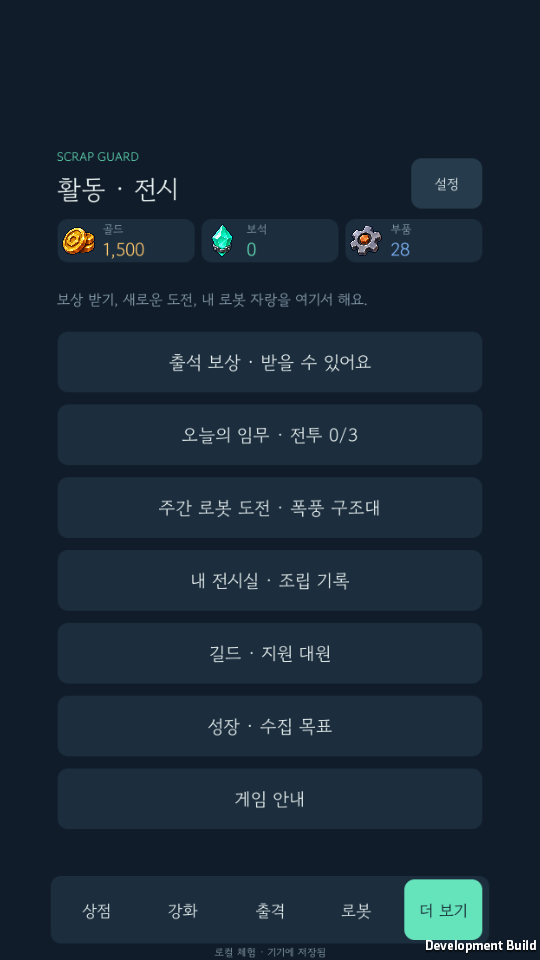 SCRAP GUARD
활동 · 전시
설정
골드
1,500
보석
0
부품
28
보상 받기, 새로운 도전, 내 로봇 자랑을 여기서 해요.
출석 보상 · 받을 수 있어요
오늘의 임무 · 전투 0/3
주간 로봇 도전 · 폭풍 구조대
내 전시실 · 조립 기록
길드 · 지원 대원
성장 · 수집 목표
게임 안내
상점
강화
출격
로봇
더 보기
Development Build
로컬 체험 · 기기에 저장됨